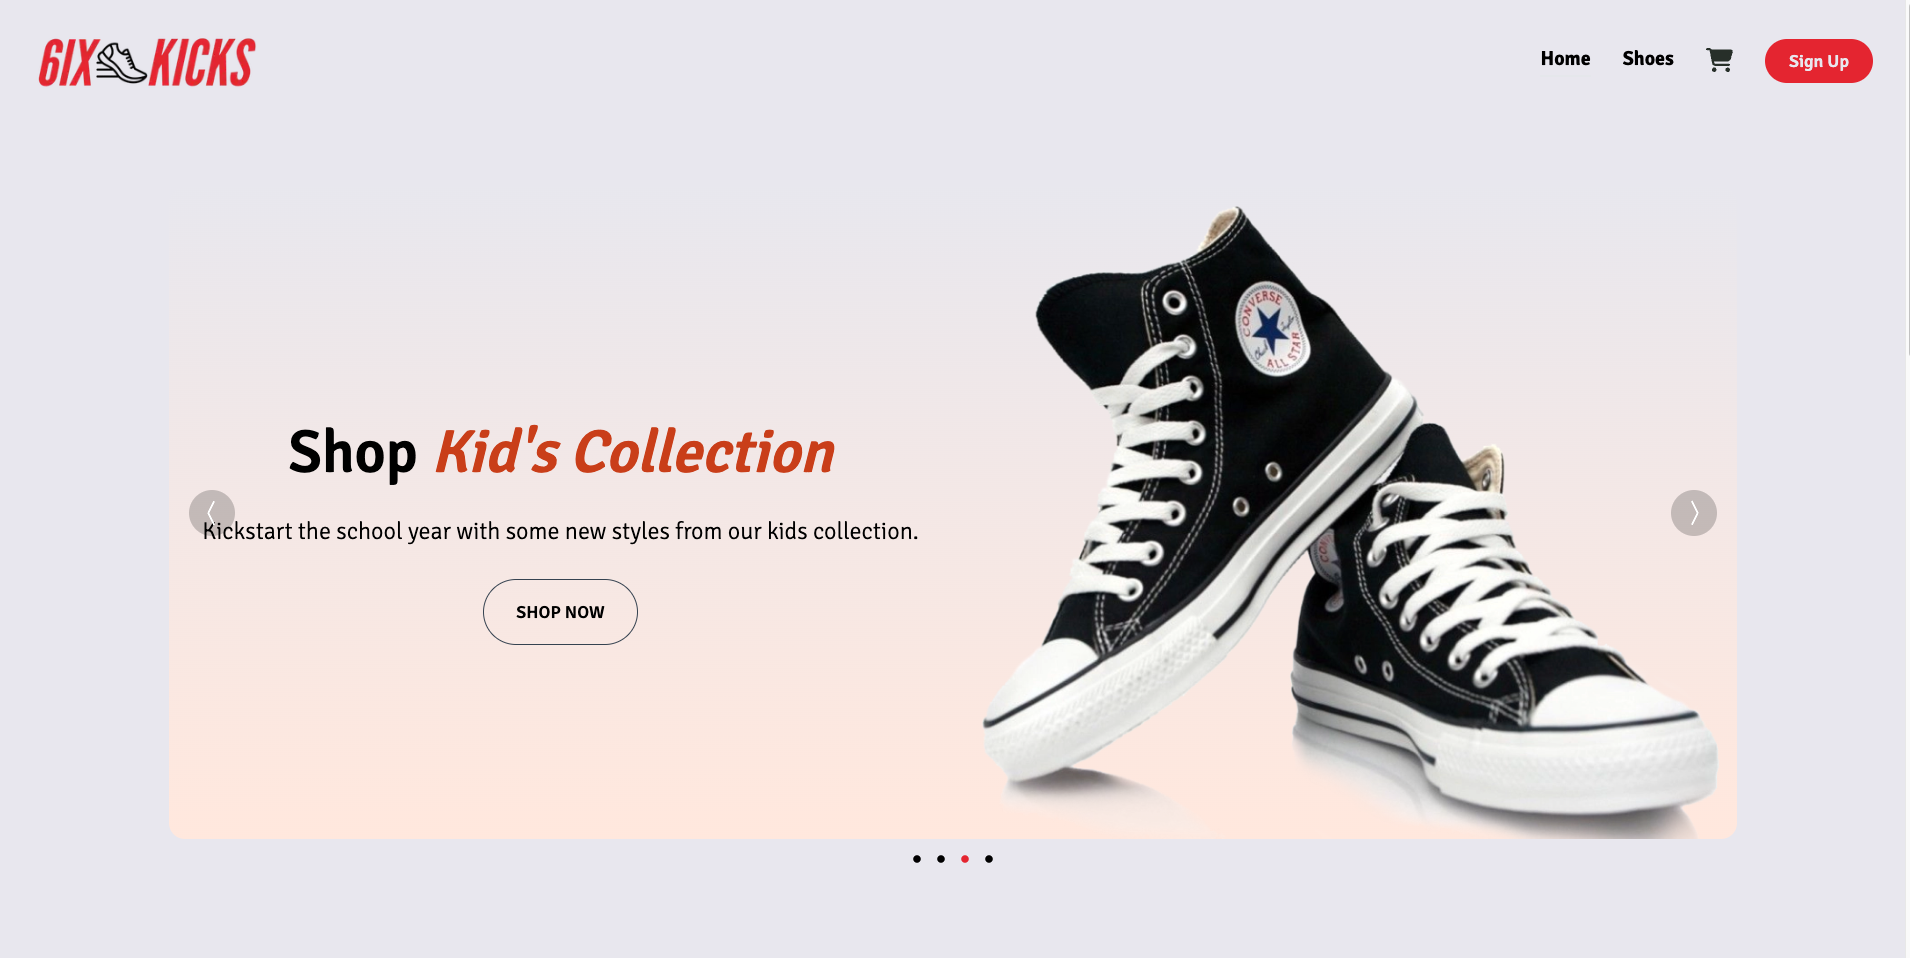 6IX KICKS
Home
Shoes
Sign Up
CONVERSE
ALL STAR
Shop Kid's Collection
Kickstart the school year with some new styles from our kids collection.
SHOP NOW